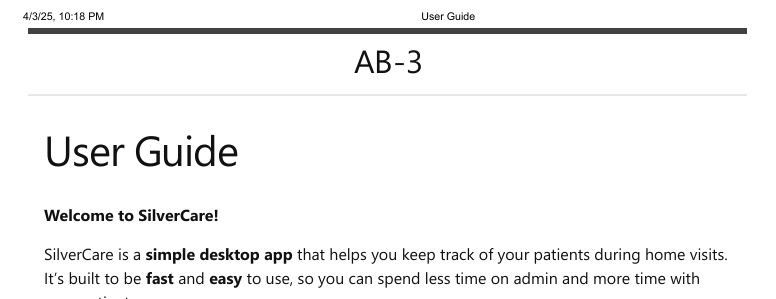 4/3/25, 10:18 PM User Guide
AB-3
User Guide
Welcome to SilverCare!
SilverCare is a simple desktop app that helps you keep track of your patients during home visits.
It’s built to be fast and easy to use, so you can spend less time on admin and more time with